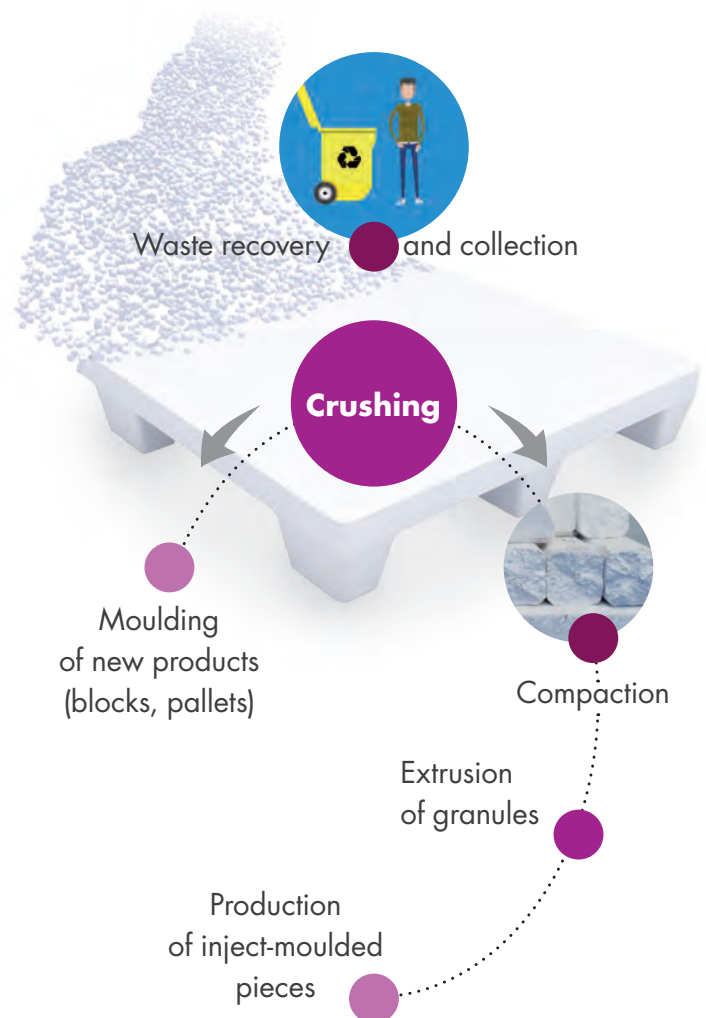 Waste recovery and collection
Crushing
Moulding
of new products
(blocks, pallets)
Compaction
Extrusion
of granules
Production
of inject-moulded
pieces